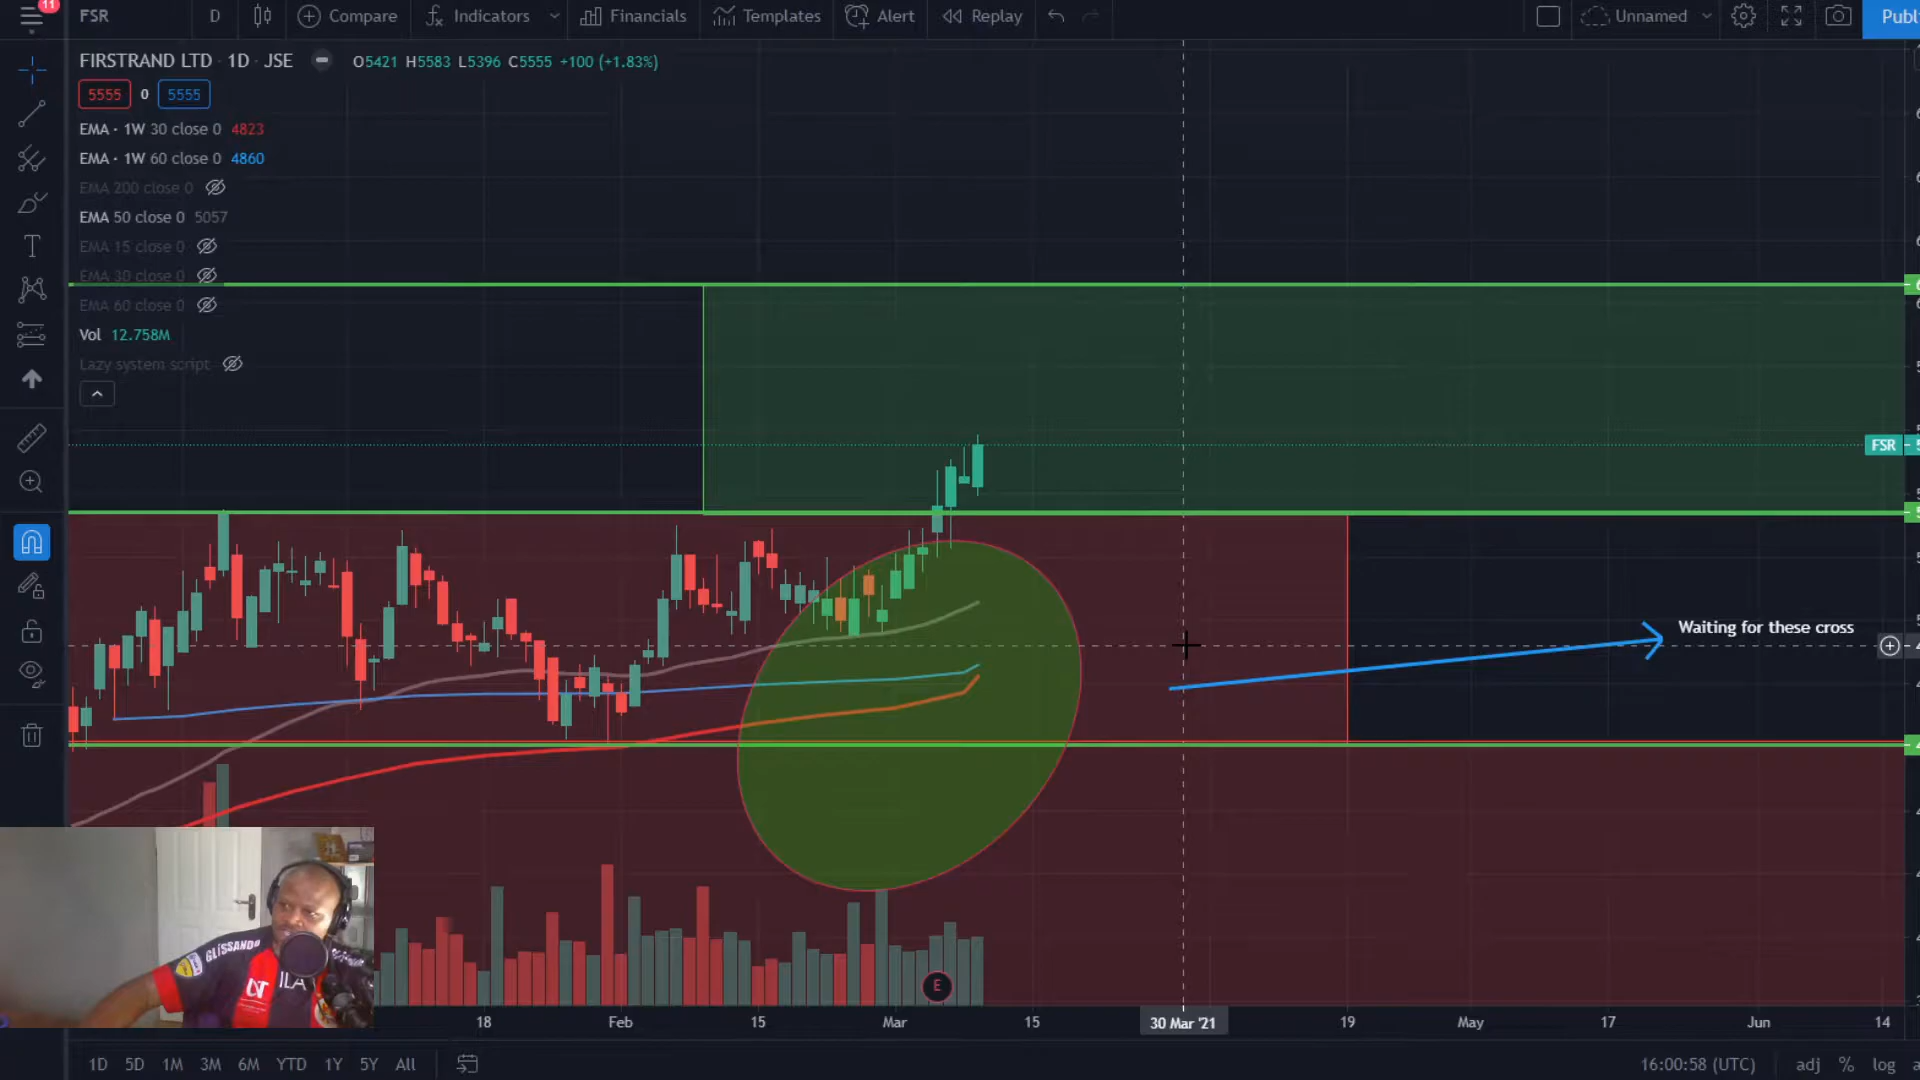 11
FSR
D
Compare
Indicators
Financials
Templates
Alert
Replay
Unnamed
Publ
FIRSTRAND LTD · 1D · JSE
O5421 H5583 L5396 C5555 +100 (+1.83%)
5555 0 5555
EMA · 1W 30 close 0 4823
EMA · 1W 60 close 0 4860
EMA 200 close 0
EMA 50 close 0 5057
EMA 15 close 0
EMA 30 close 0
EMA 60 close 0
Vol 12.758M
Lazy system script
FSR
Waiting for these cross
GLISSANDO
ILA
E
18 Feb 15 Mar 15 30 Mar '21 19 May 17 Jun 14
1D 5D 1M 3M 6M YTD 1Y 5Y All
16:00:58 (UTC)
adj % log